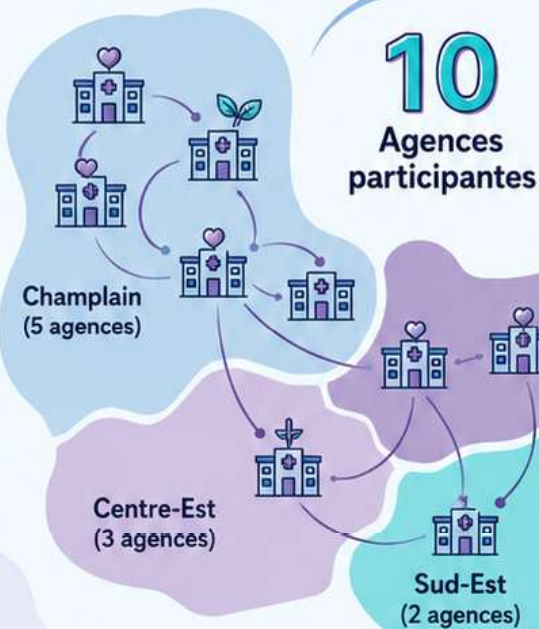 10
Agences
participantes
Champlain
(5 agences)
Centre-Est
(3 agences)
Sud-Est
(2 agences)